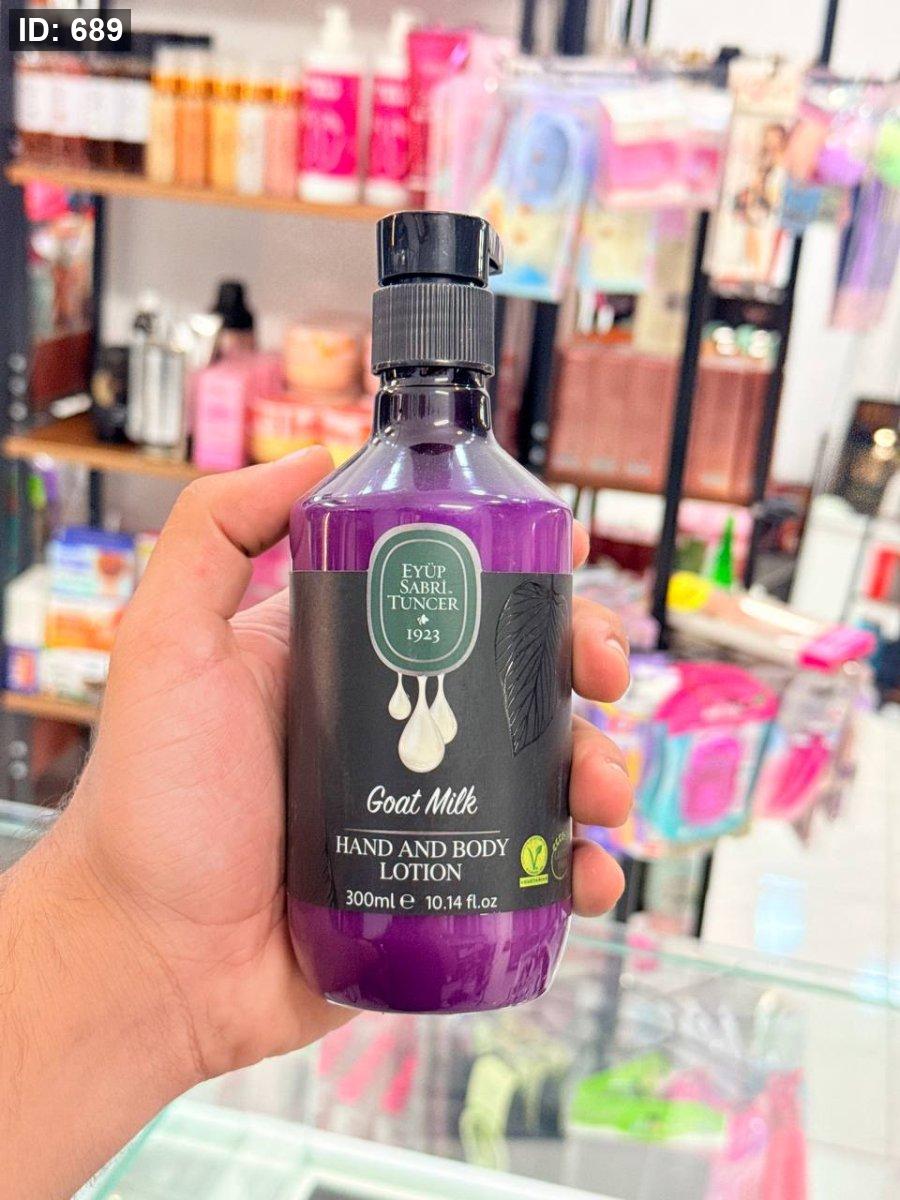 ID: 689
EYÜP
SABRİ
TUNCER
1923
Goat Milk
HAND AND BODY
LOTION
300ml ℮ 10.14 fl.oz